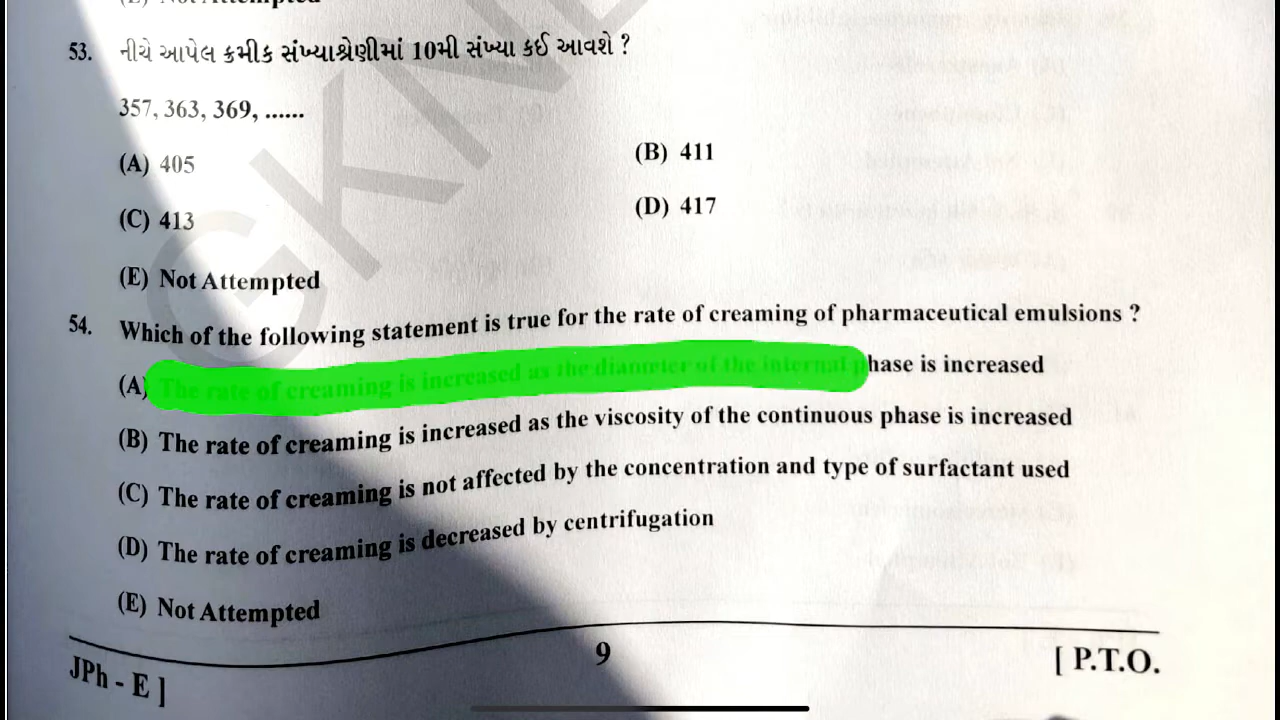 (E) Not Attempted
53. નીચે આપેલ ક્રમીક સંખ્યાશ્રેણીમાં 10મી સંખ્યા કઈ આવશે ?
357, 363, 369, ......
(A) 405 (B) 411
(C) 413 (D) 417
(E) Not Attempted
54. Which of the following statement is true for the rate of creaming of pharmaceutical emulsions ?
(A) The rate of creaming is increased as the diameter of the internal phase is increased
(B) The rate of creaming is increased as the viscosity of the continuous phase is increased
(C) The rate of creaming is not affected by the concentration and type of surfactant used
(D) The rate of creaming is decreased by centrifugation
(E) Not Attempted
JPh - E ] 9 [ P.T.O.